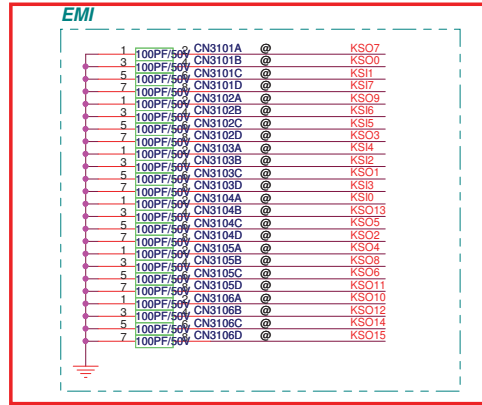 EMI
1 100PF/50V 2 CN3101A @ KSO7
3 100PF/50V 4 CN3101B @ KSO0
5 100PF/50V 6 CN3101C @ KSI1
7 100PF/50V 8 CN3101D @ KSI7
1 100PF/50V 2 CN3102A @ KSO9
3 100PF/50V 4 CN3102B @ KSI6
5 100PF/50V 6 CN3102C @ KSI5
7 100PF/50V 8 CN3102D @ KSO3
1 100PF/50V 2 CN3103A @ KSI4
3 100PF/50V 4 CN3103B @ KSI2
5 100PF/50V 6 CN3103C @ KSO1
7 100PF/50V 8 CN3103D @ KSI3
1 100PF/50V 2 CN3104A @ KSI0
3 100PF/50V 4 CN3104B @ KSO13
5 100PF/50V 6 CN3104C @ KSO5
7 100PF/50V 8 CN3104D @ KSO2
1 100PF/50V 2 CN3105A @ KSO4
3 100PF/50V 4 CN3105B @ KSO8
5 100PF/50V 6 CN3105C @ KSO6
7 100PF/50V 8 CN3105D @ KSO11
1 100PF/50V 2 CN3106A @ KSO10
3 100PF/50V 4 CN3106B @ KSO12
5 100PF/50V 6 CN3106C @ KSO14
7 100PF/50V 8 CN3106D @ KSO15